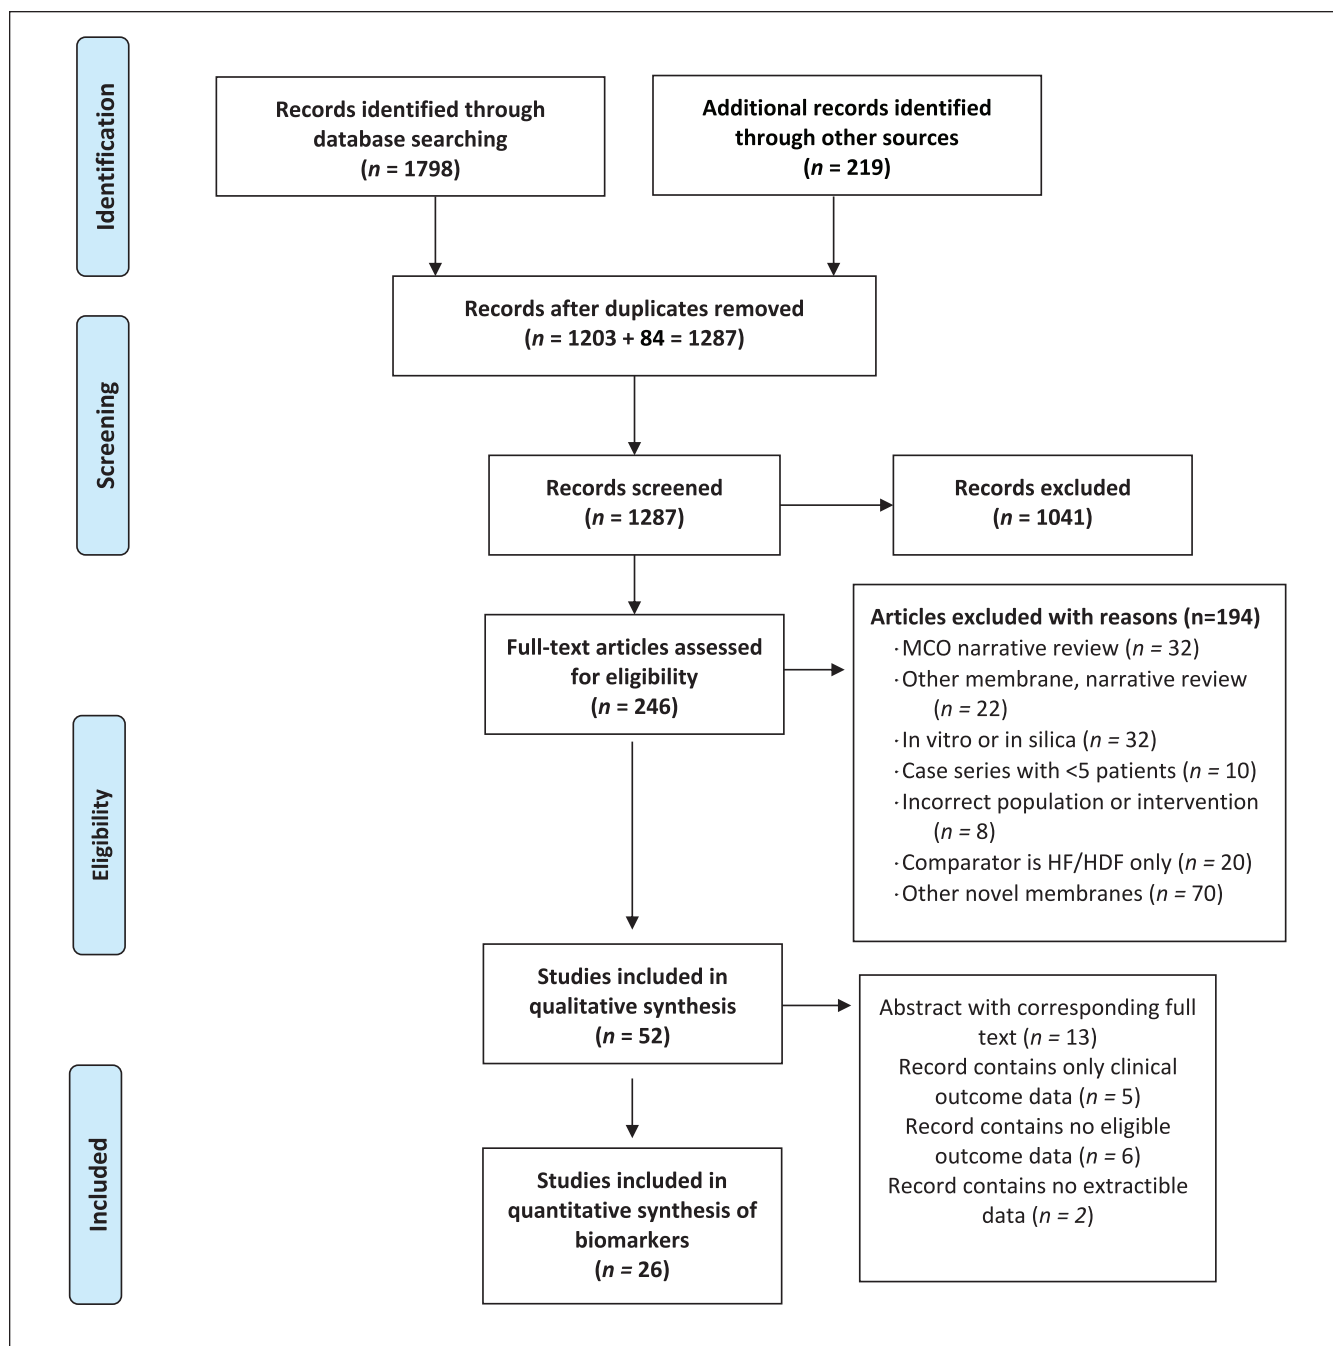 Identification
Records identified through
database searching
(n = 1798)
Additional records identified
through other sources
(n = 219)
Records after duplicates removed
(n = 1203 + 84 = 1287)
Screening
Records screened
(n = 1287)
Records excluded
(n = 1041)
Full-text articles assessed
for eligibility
(n = 246)
Articles excluded with reasons (n=194)
·MCO narrative review (n = 32)
·Other membrane, narrative review
(n = 22)
·In vitro or in silica (n = 32)
·Case series with <5 patients (n = 10)
·Incorrect population or intervention
(n = 8)
·Comparator is HF/HDF only (n = 20)
·Other novel membranes (n = 70)
Eligibility
Studies included in
qualitative synthesis
(n = 52)
Abstract with corresponding full
text (n = 13)
Record contains only clinical
outcome data (n = 5)
Record contains no eligible
outcome data (n = 6)
Record contains no extractible
data (n = 2)
Included
Studies included in
quantitative synthesis of
biomarkers
(n = 26)